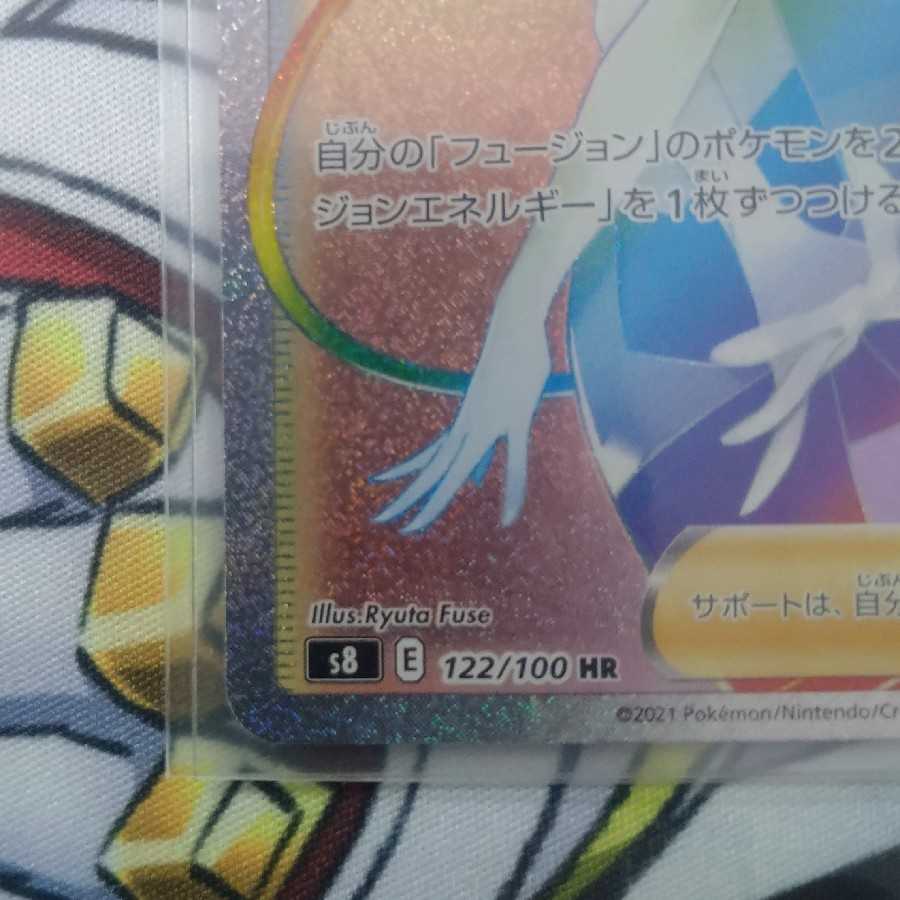 じぶん
自分の「フュージョン」のポケモンを2
まい
ジョンエネルギー」を1枚ずつつける
じぶん
サポートは、自分
Illus.Ryuta Fuse
s8 E 122/100 HR
©2021 Pokémon/Nintendo/Cr